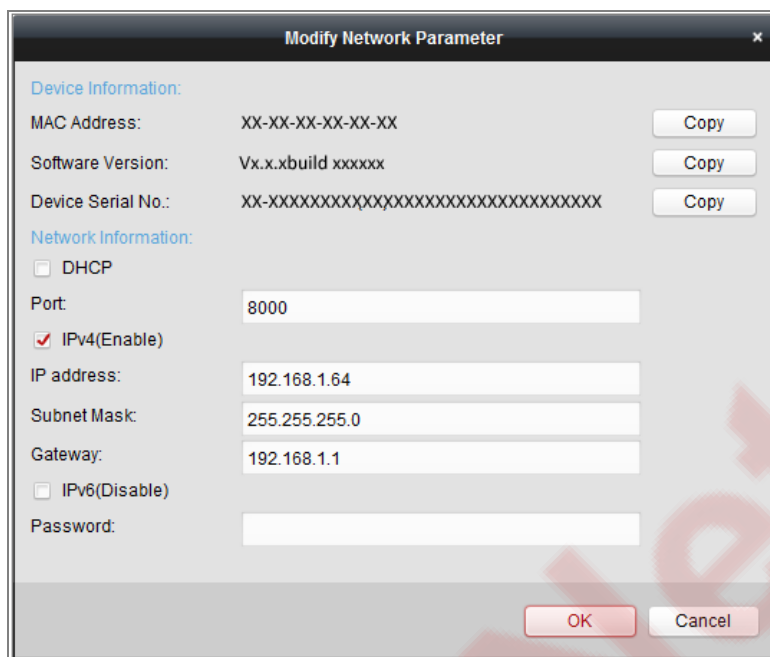 Modify Network Parameter ×
Device Information:
MAC Address: XX-XX-XX-XX-XX-XX Copy
Software Version: Vx.x.xbuild xxxxxx Copy
Device Serial No.: XX-XXXXXXXXXXXXXXXXXXXXXXXXXXXXXXXXX Copy
Network Information:
DHCP
Port: 8000
IPv4(Enable)
IP address: 192.168.1.64
Subnet Mask: 255.255.255.0
Gateway: 192.168.1.1
IPv6(Disable)
Password:
OK Cancel